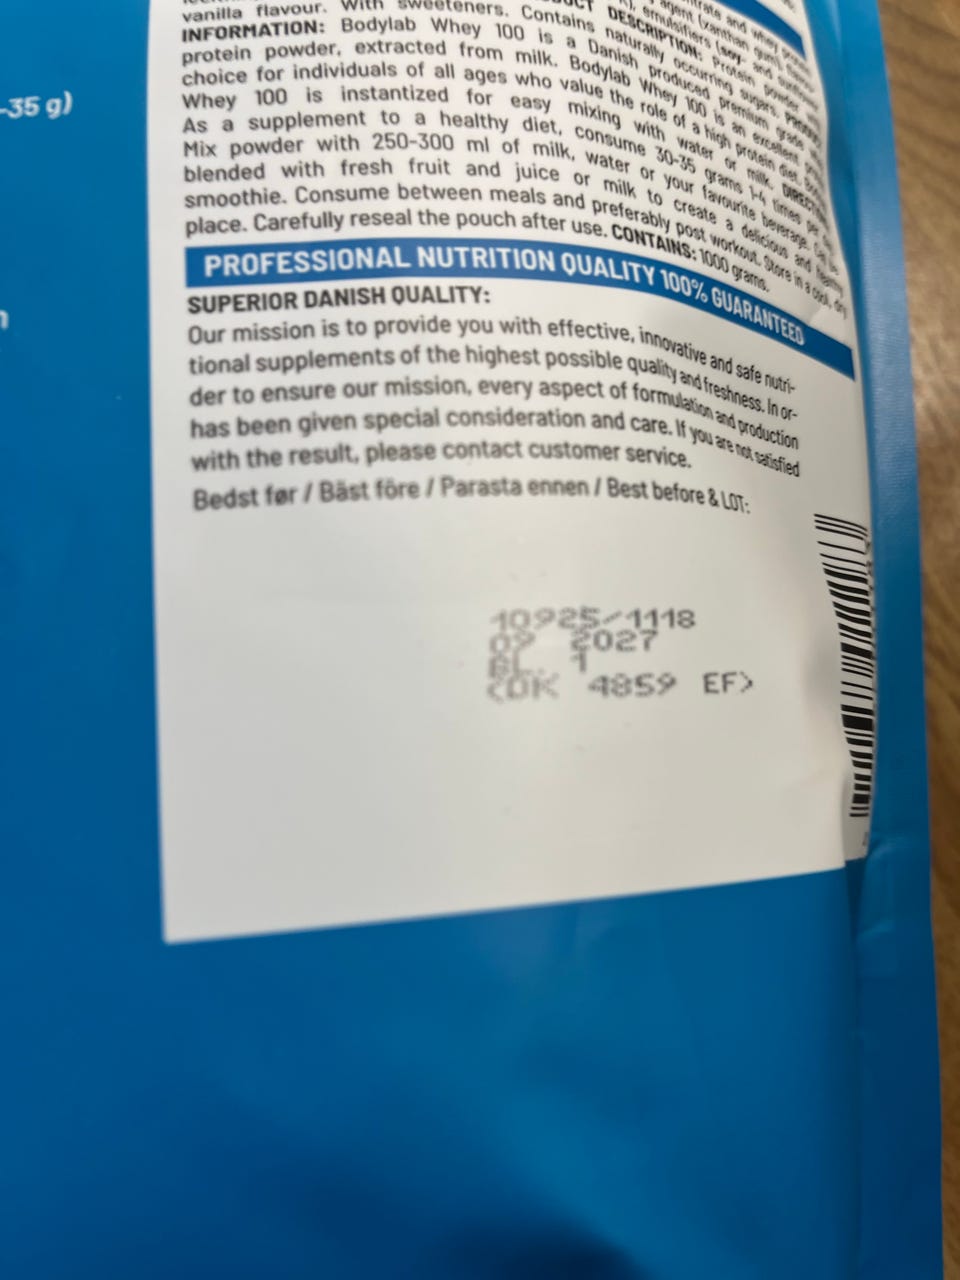 -35 g)
vanilla flavour. With sweeteners. Contains naturally occurring sugars.
INFORMATION: Bodylab Whey 100 is a Danish produced premium grade
protein powder, extracted from milk. Bodylab Whey 100 is an excellent
choice for individuals of all ages who value the role of a high protein diet.
Whey 100 is instantized for easy mixing with water or milk.
As a supplement to a healthy diet, consume 30-35 grams 1-4 times per
Mix powder with 250-300 ml of milk, water or your favourite beverage.
blended with fresh fruit and juice or milk to create a delicious and healthy
smoothie. Consume between meals and preferably post workout. Store in a cool, dry
place. Carefully reseal the pouch after use. CONTAINS: 1000 grams.
PROFESSIONAL NUTRITION QUALITY 100% GUARANTEED
SUPERIOR DANISH QUALITY:
Our mission is to provide you with effective, innovative and safe nutri-
tional supplements of the highest possible quality and freshness. In or-
der to ensure our mission, every aspect of formulation and production
has been given special consideration and care. If you are not satisfied
with the result, please contact customer service.
Bedst før / Bäst före / Parasta ennen / Best before & LOT:
10925/1118
09 2027
BL. 1
<DK 4859 EF>